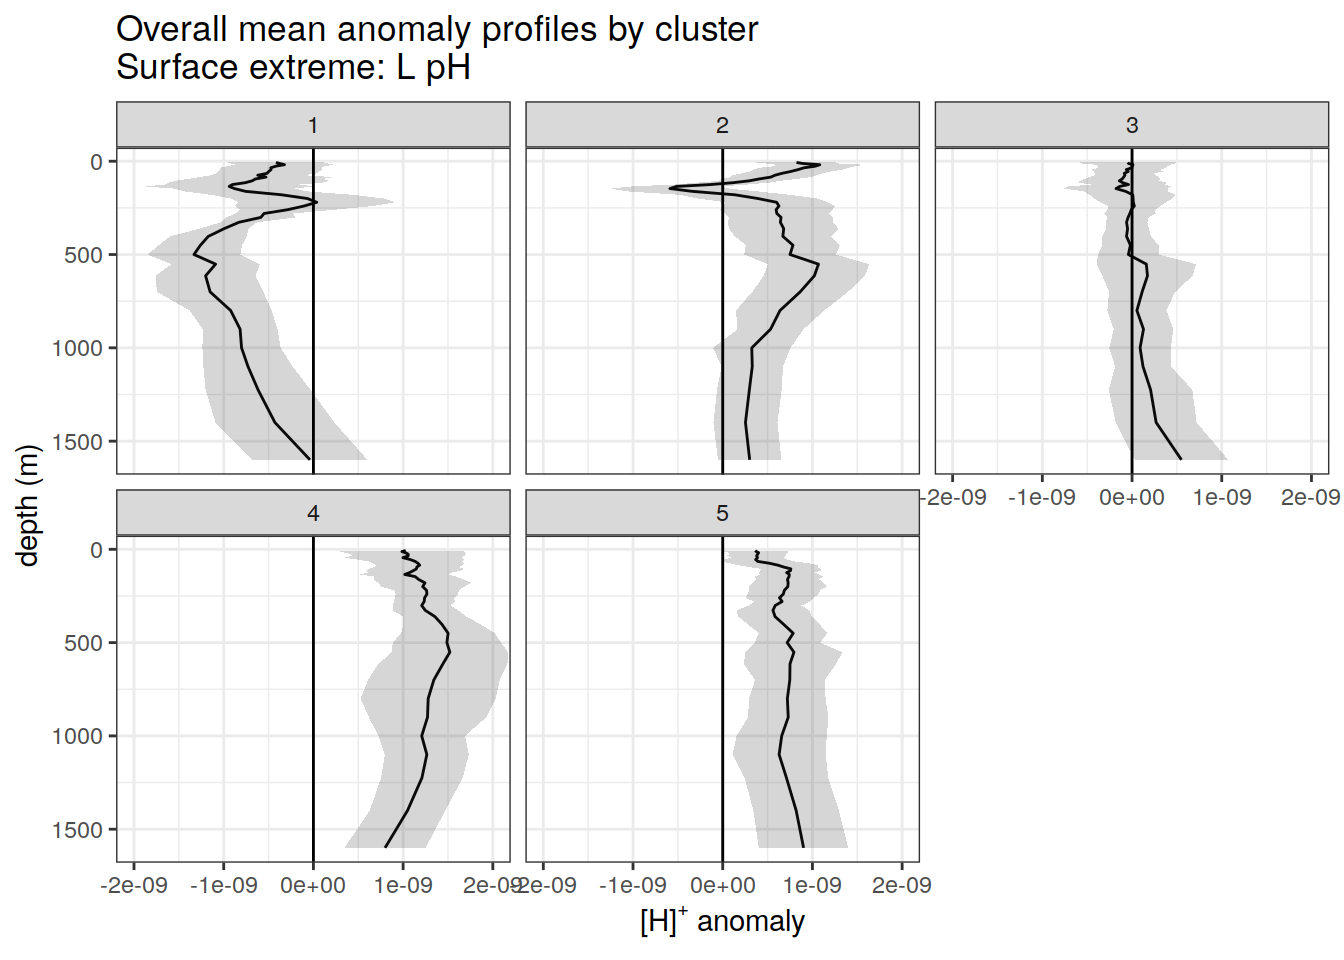 Overall mean anomaly profiles by cluster
Surface extreme: L pH
1
2
3
0
500
1000
1500
-2e-09 -1e-09 0e+00 1e-09 2e-09
4
5
0
500
1000
1500
-2e-09 -1e-09 0e+00 1e-09 2e-09
-2e-09 -1e-09 0e+00 1e-09 2e-09
depth (m)
[H]⁺ anomaly